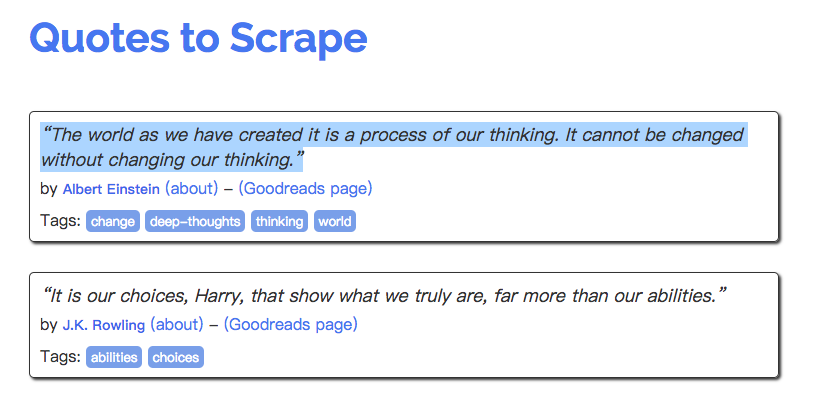 Quotes to Scrape
“The world as we have created it is a process of our thinking. It cannot be changed
without changing our thinking.”
by Albert Einstein (about) – (Goodreads page)
Tags: change deep-thoughts thinking world
“It is our choices, Harry, that show what we truly are, far more than our abilities.”
by J.K. Rowling (about) – (Goodreads page)
Tags: abilities choices